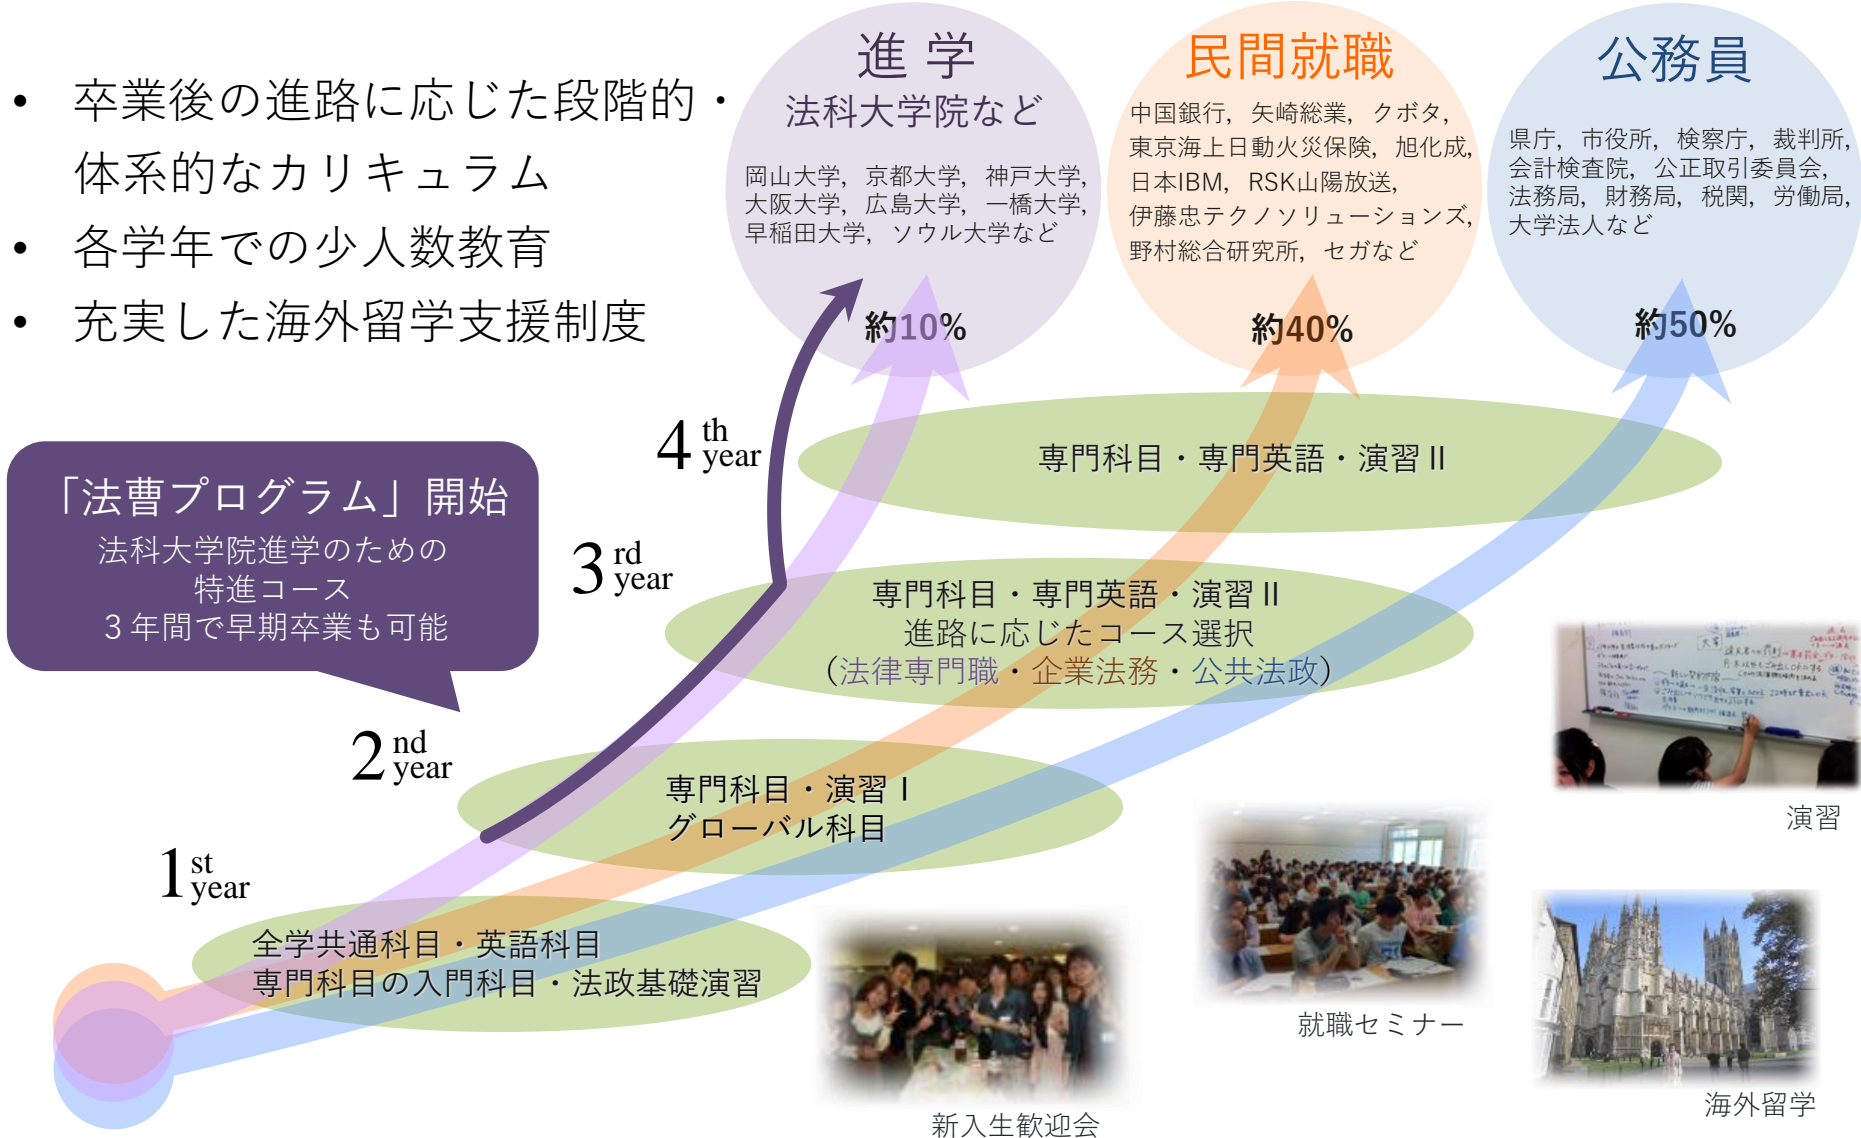 • 卒業後の進路に応じた段階的・
体系的なカリキュラム
• 各学年での少人数教育
• 充実した海外留学支援制度
進 学
法科大学院など
岡山大学，京都大学，神戸大学，
大阪大学，広島大学，一橋大学，
早稲田大学，ソウル大学など
約10%
民間就職
中国銀行，矢崎総業，クボタ，
東京海上日動火災保険，旭化成，
日本IBM，RSK山陽放送，
伊藤忠テクノソリューションズ，
野村総合研究所，セガなど
約40%
公務員
県庁，市役所，検察庁，裁判所，
会計検査院，公正取引委員会，
法務局，財務局，税関，労働局，
大学法人など
約50%
4 th year
専門科目・専門英語・演習Ⅱ
「法曹プログラム」開始
法科大学院進学のための
特進コース
３年間で早期卒業も可能
3 rd year
専門科目・専門英語・演習Ⅱ
進路に応じたコース選択
（法律専門職・企業法務・公共法政）
2 nd year
専門科目・演習Ⅰ
グローバル科目
1 st year
全学共通科目・英語科目
専門科目の入門科目・法政基礎演習
演習
就職セミナー
海外留学
新入生歓迎会